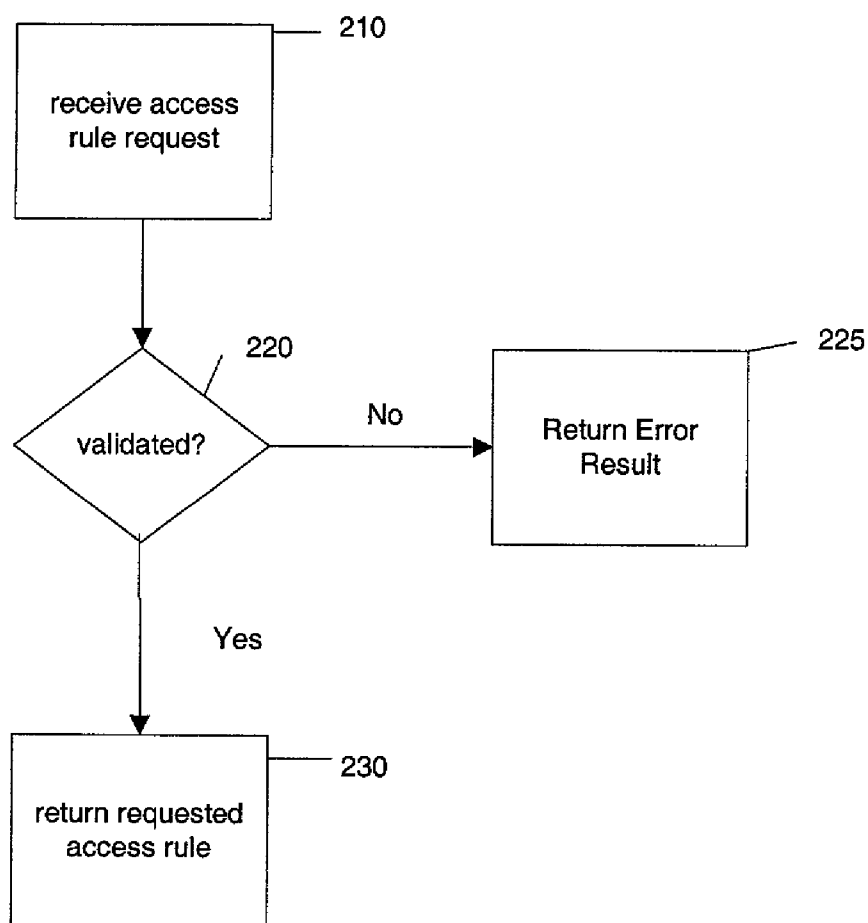 210
receive access
rule request
220
validated?
No
225
Return Error
Result
Yes
230
return requested
access rule